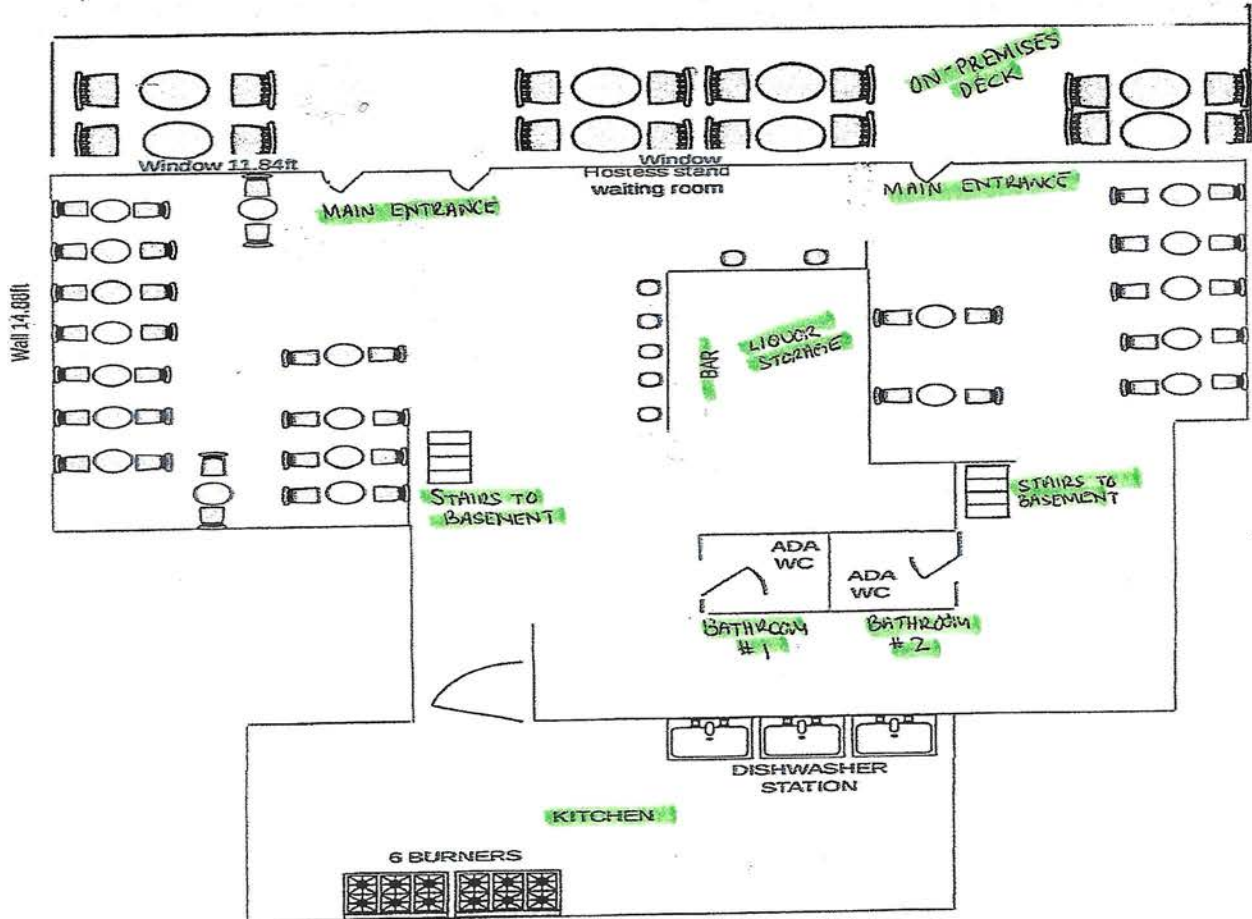 ON-PREMISES
DECK
Window 11.84ft
Window
Hostess stand
waiting room
MAIN ENTRANCE
MAIN ENTRANCE
Wall 14.88ft
BAR
LIQUOR
STORAGE
STAIRS TO
BASEMENT
STAIRS TO
BASEMENT
ADA
WC
ADA
WC
BATHROOM
#1
BATHROOM
#2
DISHWASHER
STATION
KITCHEN
6 BURNERS